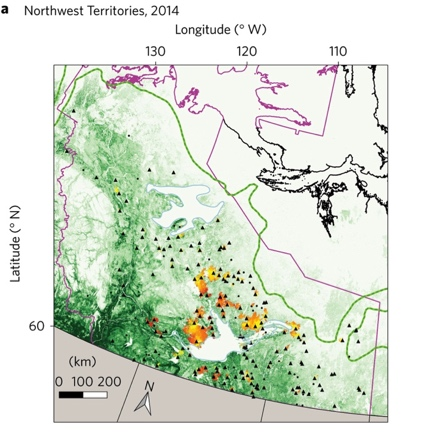 a Northwest Territories, 2014
Longitude (° W)
130 120 110
Latitude (° N)
60
(km)
0 100 200
N